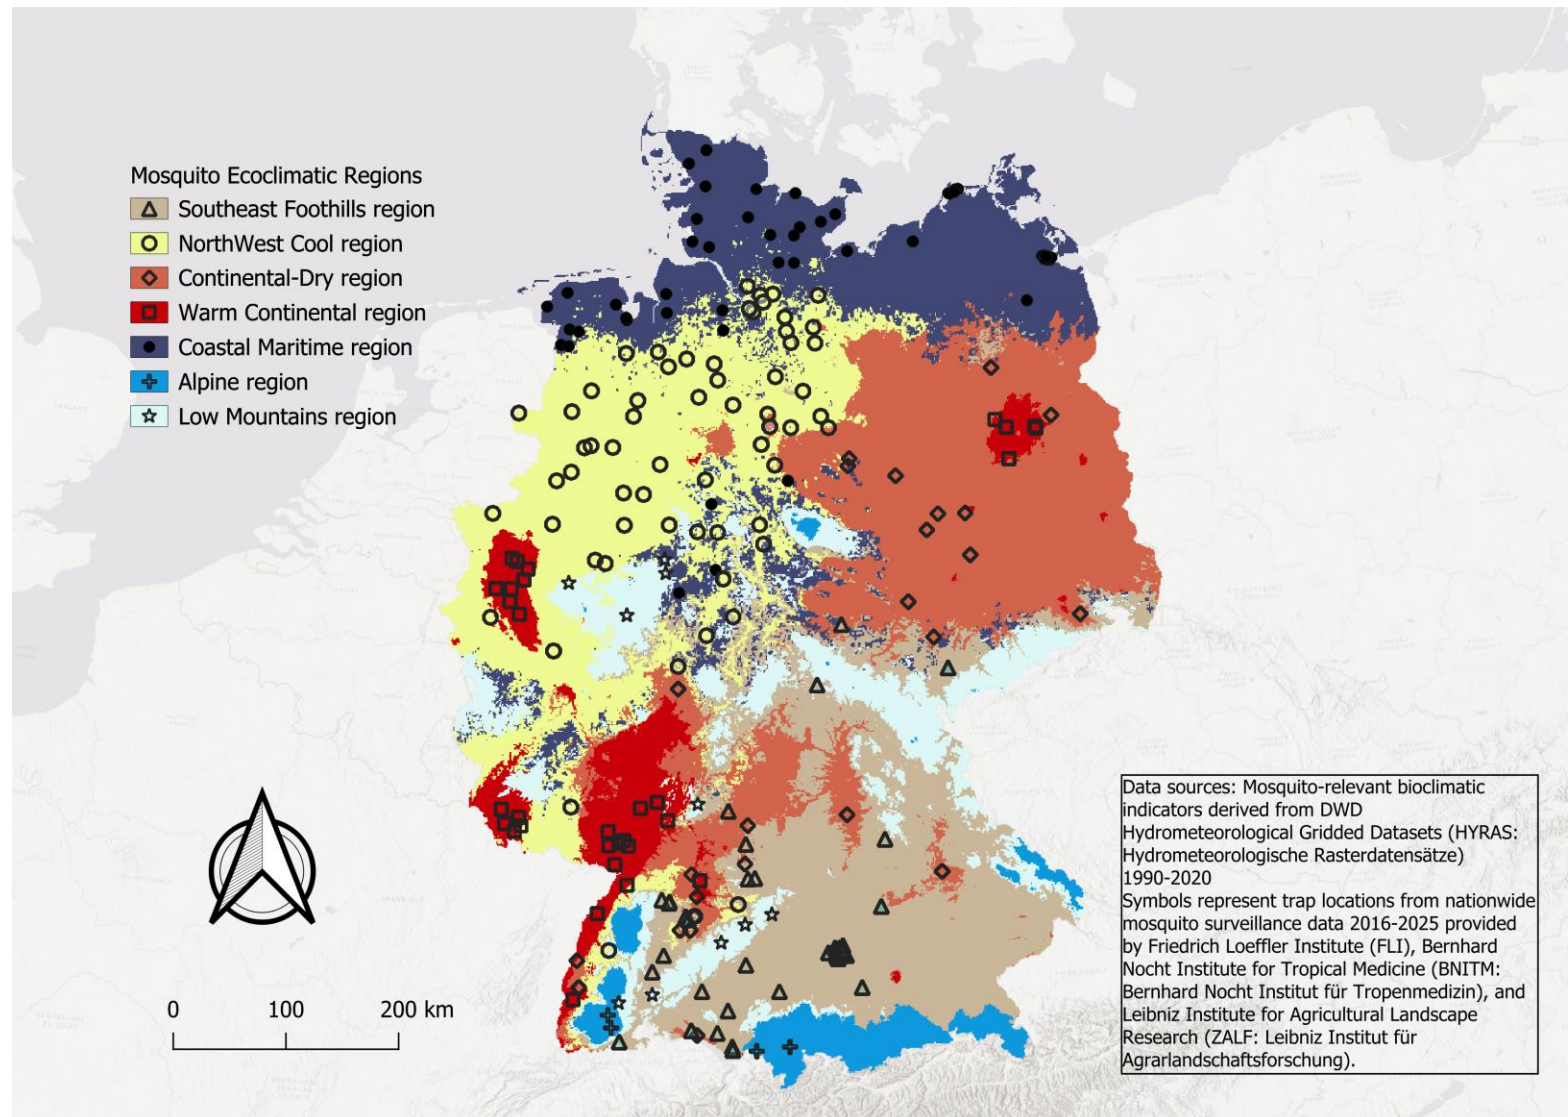 Mosquito Ecoclimatic Regions
Southeast Foothills region
NorthWest Cool region
Continental-Dry region
Warm Continental region
Coastal Maritime region
Alpine region
Low Mountains region
0 100 200 km
Data sources: Mosquito-relevant bioclimatic
indicators derived from DWD
Hydrometeorological Gridded Datasets (HYRAS:
Hydrometeorologische Rasterdatensätze)
1990-2020
Symbols represent trap locations from nationwide
mosquito surveillance data 2016-2025 provided
by Friedrich Loeffler Institute (FLI), Bernhard
Nocht Institute for Tropical Medicine (BNITM:
Bernhard Nocht Institut für Tropenmedizin), and
Leibniz Institute for Agricultural Landscape
Research (ZALF: Leibniz Institut für
Agrarlandschaftsforschung).